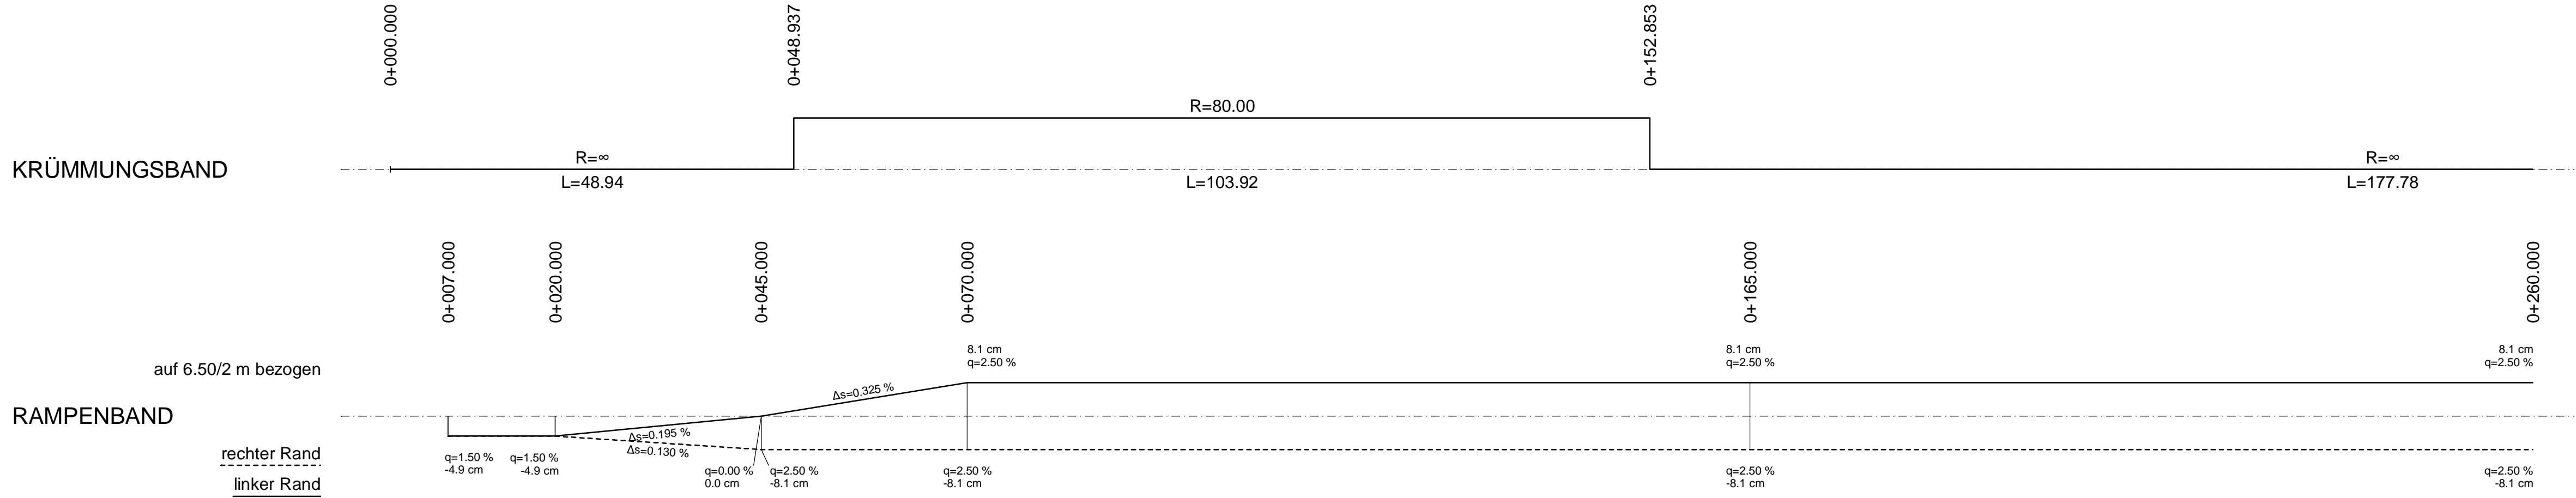 0+000.000
0+048.937
0+152.853
R=80.00
KRÜMMUNGSBAND
R=∞
R=∞
L=48.94
L=103.92
L=177.78
0+007.000
0+020.000
0+045.000
0+070.000
0+165.000
0+260.000
8.1 cm
q=2.50 %
8.1 cm
q=2.50 %
8.1 cm
q=2.50 %
auf 6.50/2 m bezogen
Δs=0.325 %
RAMPENBAND
Δs=0.195 %
Δs=0.130 %
rechter Rand
linker Rand
q=1.50 %
-4.9 cm
q=1.50 %
-4.9 cm
q=0.00 %
0.0 cm
q=2.50 %
-8.1 cm
q=2.50 %
-8.1 cm
q=2.50 %
-8.1 cm
q=2.50 %
-8.1 cm